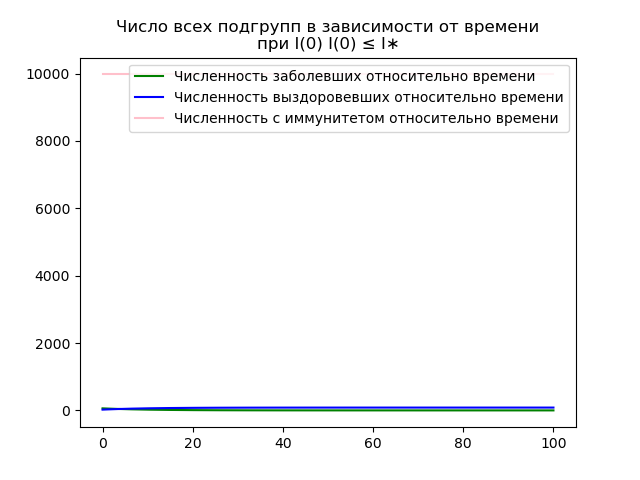 Число всех подгрупп в зависимости от времени
при I(0) I(0) ≤ I∗
Численность заболевших относительно времени
Численность выздоровевших относительно времени
Численность с иммунитетом относительно времени
10000
8000
6000
4000
2000
0
0 20 40 60 80 100